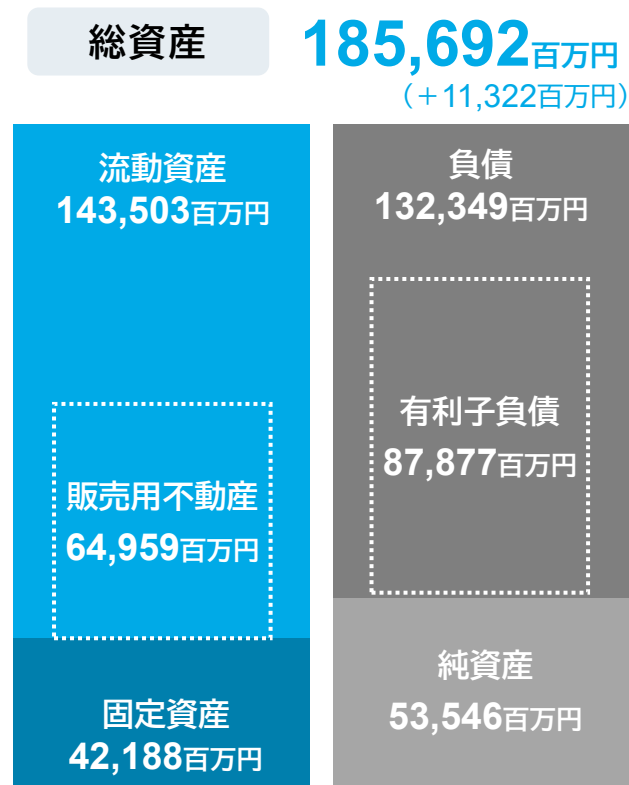 総資産
185,692百万円
（＋11,322百万円）
流動資産
143,503百万円
販売用不動産
64,959百万円
固定資産
42,188百万円
負債
132,349百万円
有利子負債
87,877百万円
純資産
53,546百万円